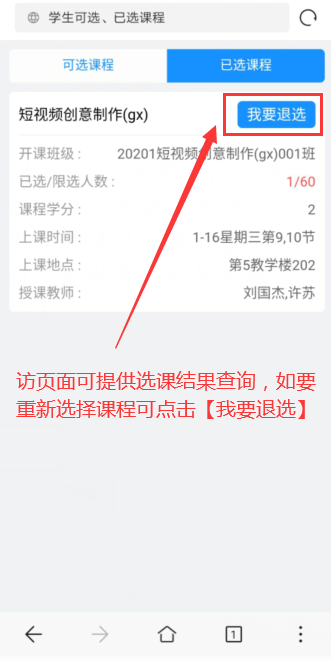 学生可选、已选课程
可选课程 已选课程
短视频创意制作(gx) 我要退选
开课班级： 20201短视频创意制作(gx)001班
已选/限选人数： 1/60
课程学分： 2
上课时间： 1-16星期三第9,10节
上课地点： 第5教学楼202
授课教师： 刘国杰,许苏
访页面可提供选课结果查询，如要
重新选择课程可点击【我要退选】
1